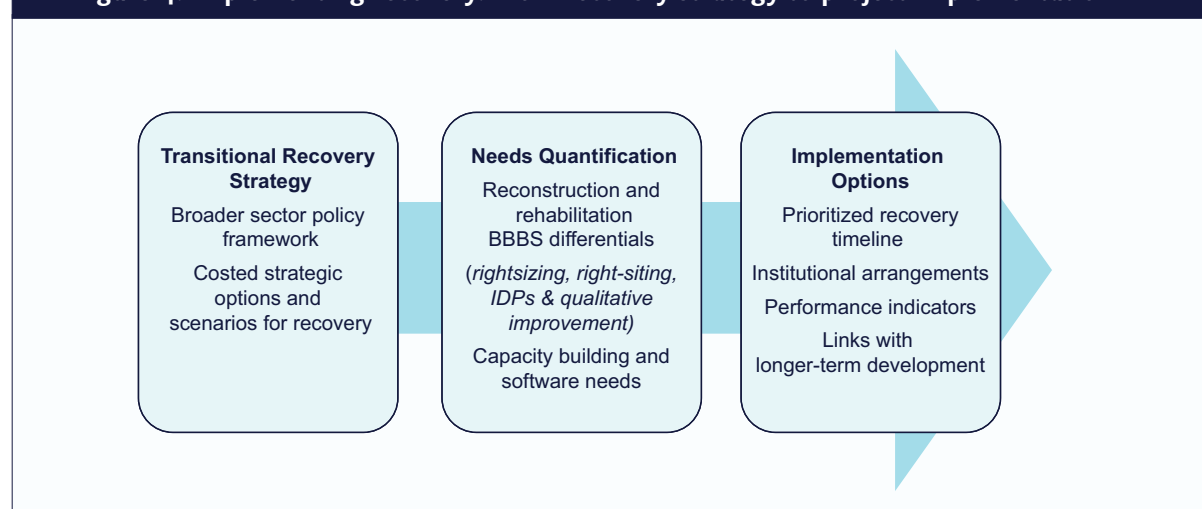 Transitional Recovery
Strategy
Broader sector policy
framework
Costed strategic
options and
scenarios for recovery
Needs Quantification
Reconstruction and
rehabilitation
BBBS differentials
(rightsizing, right-siting,
IDPs & qualitative
improvement)
Capacity building and
software needs
Implementation
Options
Prioritized recovery
timeline
Institutional arrangements
Performance indicators
Links with
longer-term development